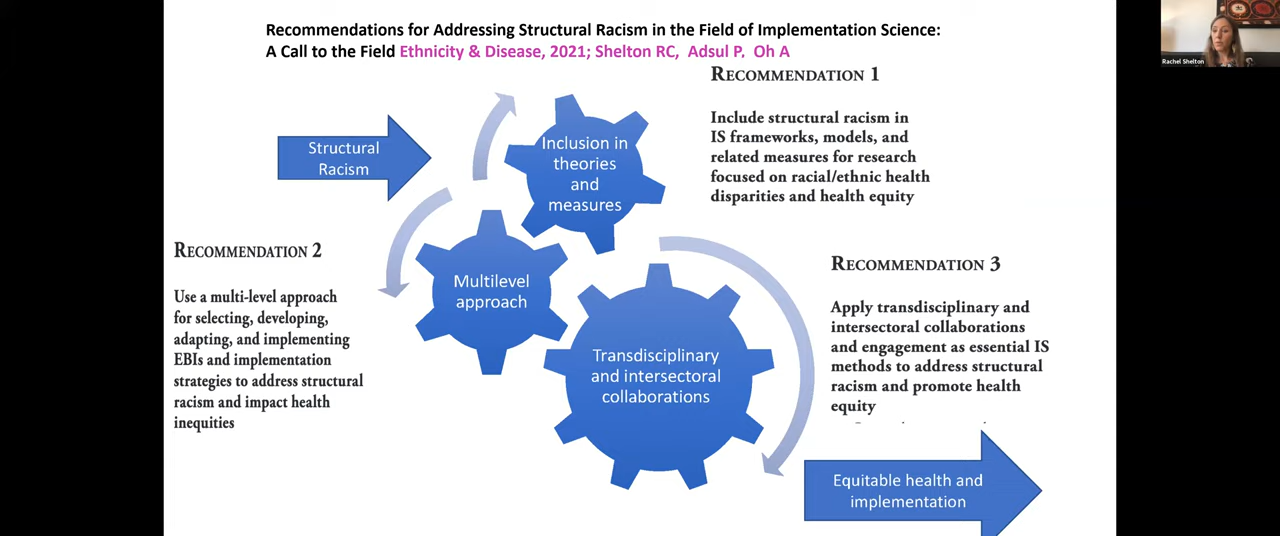 Recommendations for Addressing Structural Racism in the Field of Implementation Science:
A Call to the Field Ethnicity & Disease, 2021; Shelton RC, Adsul P, Oh A
Rachel Shelton
RECOMMENDATION 1
Include structural racism in
IS frameworks, models, and
related measures for research
focused on racial/ethnic health
disparities and health equity
Structural
Racism
Inclusion in
theories
and
measures
RECOMMENDATION 2
Use a multi-level approach
for selecting, developing,
adapting, and implementing
EBIs and implementation
strategies to address structural
racism and impact health
inequities
Multilevel
approach
Transdisciplinary
and intersectoral
collaborations
RECOMMENDATION 3
Apply transdisciplinary and
intersectoral collaborations
and engagement as essential IS
methods to address structural
racism and promote health
equity
Equitable health and
implementation